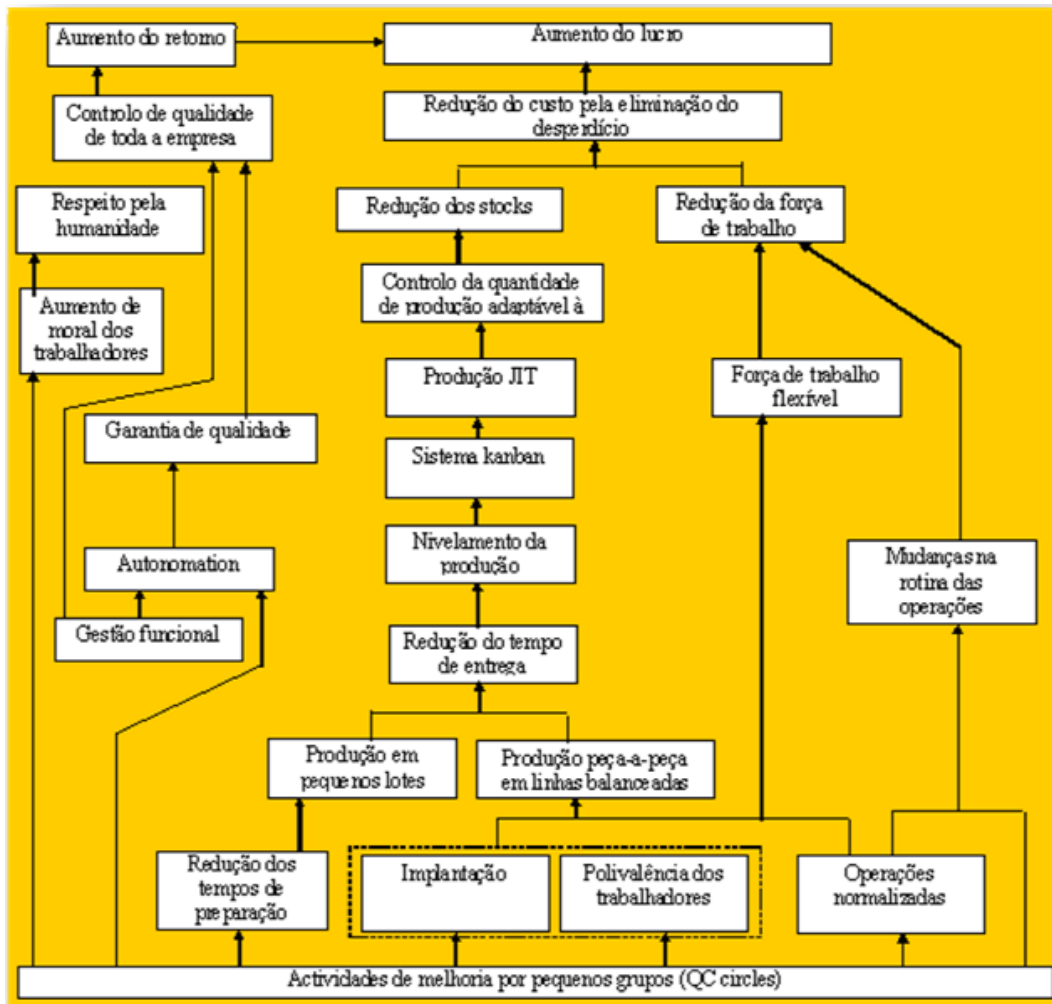 Aumento do retorno
Aumento do lucro
Controlo de qualidade
de toda a empresa
Redução do custo pela eliminação do
desperdício
Respeito pela
humanidade
Redução dos stocks
Redução da força
de trabalho
Aumento de
moral dos
trabalhadores
Controlo da quantidade
de produção adaptável à
Produção JIT
Força de trabalho
flexível
Garantia de qualidade
Sistema kanban
Autonomation
Nivelamento da
produção
Mudanças na
rotina das
operações
Gestão funcional
Redução do tempo
de entrega
Produção em
pequenos lotes
Produção peça-a-peça
em linhas balanceadas
Redução dos
tempos de
preparação
Implantação
Polivalência dos
trabalhadores
Operações
normalizadas
Actividades de melhoria por pequenos grupos (QC circles)